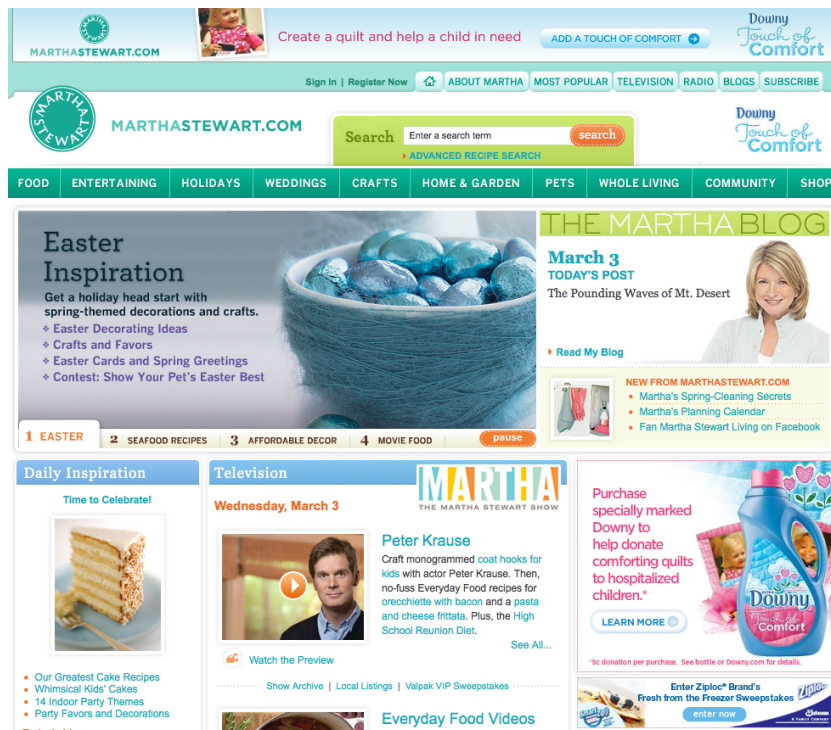 MARTHASTEWART.COM
Create a quilt and help a child in need
ADD A TOUCH OF COMFORT
Downy
Touch of
Comfort
Sign In | Register Now
ABOUT MARTHA
MOST POPULAR
TELEVISION
RADIO
BLOGS
SUBSCRIBE
MARTHA
STEWART
MARTHASTEWART.COM
Search
Enter a search term
search
ADVANCED RECIPE SEARCH
Downy
Touch of
Comfort
FOOD
ENTERTAINING
HOLIDAYS
WEDDINGS
CRAFTS
HOME & GARDEN
PETS
WHOLE LIVING
COMMUNITY
SHOP
Easter
Inspiration
Get a holiday head start with
spring-themed decorations and crafts.
Easter Decorating Ideas
Crafts and Favors
Easter Cards and Spring Greetings
Contest: Show Your Pet's Easter Best
1 EASTER
2 SEAFOOD RECIPES
3 AFFORDABLE DECOR
4 MOVIE FOOD
pause
THE MARTHA BLOG
March 3
TODAY'S POST
The Pounding Waves of Mt. Desert
Read My Blog
NEW FROM MARTHASTEWART.COM
Martha's Spring-Cleaning Secrets
Martha's Planning Calendar
Fan Martha Stewart Living on Facebook
Daily Inspiration
Time to Celebrate!
Our Greatest Cake Recipes
Whimsical Kids' Cakes
14 Indoor Party Themes
Party Favors and Decorations
Television
MARTHA
THE MARTHA STEWART SHOW
Wednesday, March 3
Peter Krause
Craft monogrammed coat hooks for
kids with actor Peter Krause. Then,
no-fuss Everyday Food recipes for
orecchiette with bacon and a pasta
and cheese frittata. Plus, the High
School Reunion Diet.
See All...
Watch the Preview
Show Archive | Local Listings | Valpak VIP Sweepstakes
Everyday Food Videos
Purchase
specially marked
Downy to
help donate
comforting quilts
to hospitalized
children.*
LEARN MORE
Downy
Touch of
Comfort
*5c donation per purchase. See bottle or Downy.com for details.
Enter Ziploc® Brand's
Fresh from the Freezer Sweepstakes
enter now
Ziploc
Johnson
A FAMILY COMPANY